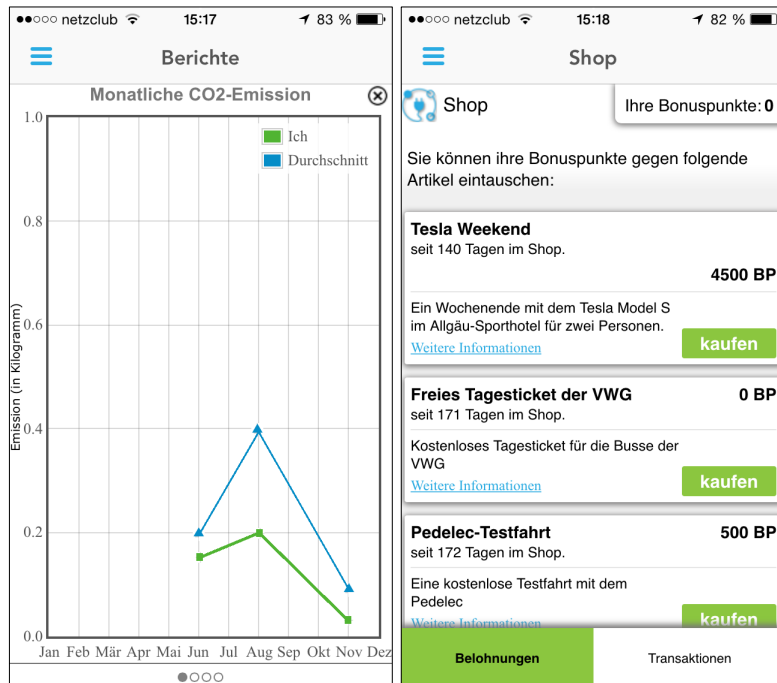 netzclub 15:17 83 %
Berichte
Monatliche CO2-Emission
Ich
Durchschnitt
1.0
0.8
0.6
0.4
0.2
0.0
Emission (in Kilogramm)
Jan Feb Mär Apr Mai Jun Jul Aug Sep Okt Nov Dez
netzclub 15:18 82 %
Shop
Shop
Ihre Bonuspunkte: 0
Sie können ihre Bonuspunkte gegen folgende
Artikel eintauschen:
Tesla Weekend
seit 140 Tagen im Shop.
4500 BP
Ein Wochenende mit dem Tesla Model S
im Allgäu-Sporthotel für zwei Personen.
Weitere Informationen
kaufen
Freies Tagesticket der VWG 0 BP
seit 171 Tagen im Shop.
Kostenloses Tagesticket für die Busse der
VWG
Weitere Informationen
kaufen
Pedelec-Testfahrt 500 BP
seit 172 Tagen im Shop.
Eine kostenlose Testfahrt mit dem
Pedelec
Weitere Informationen
kaufen
Belohnungen Transaktionen